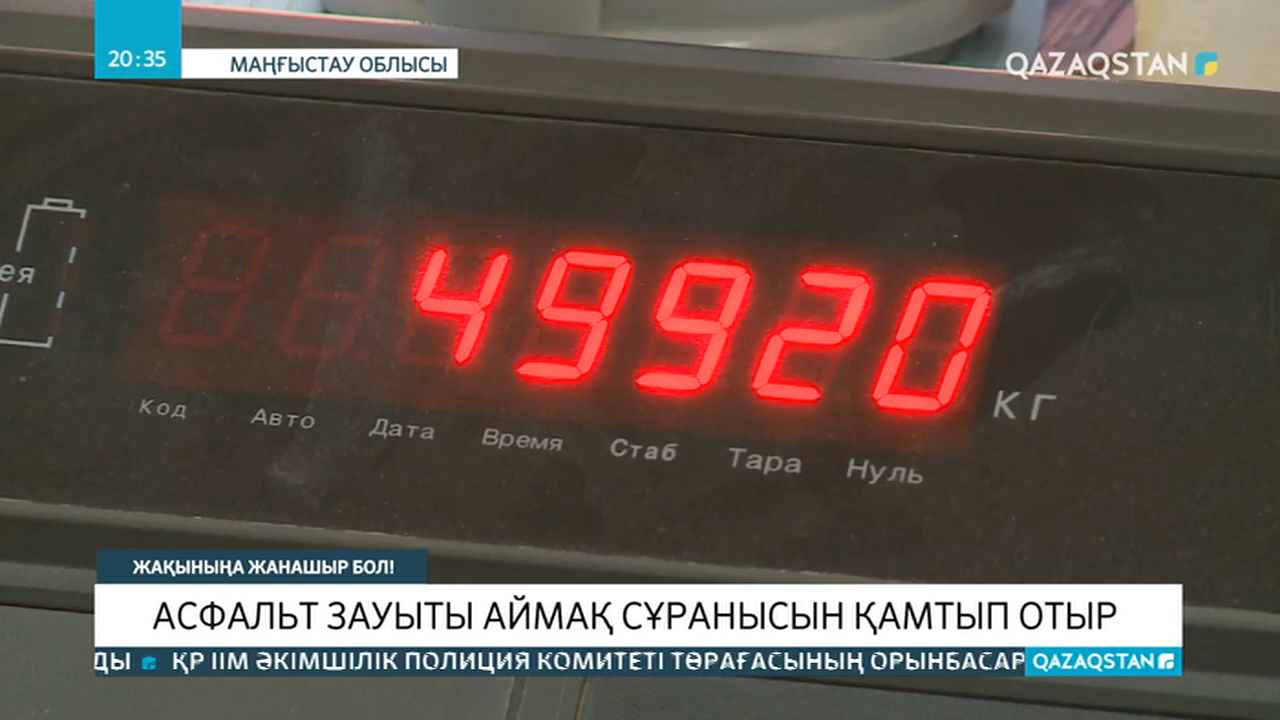 20:35
МАҢҒЫСТАУ ОБЛЫСЫ
QAZAQSTAN
ея
49920 кг
Код Авто Дата Время Стаб Тара Нуль
ЖАҚЫНЫҢА ЖАНАШЫР БОЛ!
АСФАЛЬТ ЗАУЫТЫ АЙМАҚ СҰРАНЫСЫН ҚАМТЫП ОТЫР
ДЫ ҚР ІІМ ӘКІМШІЛІК ПОЛИЦИЯ КОМИТЕТІ ТӨРАҒАСЫНЫҢ ОРЫНБАСАР QAZAQSTAN